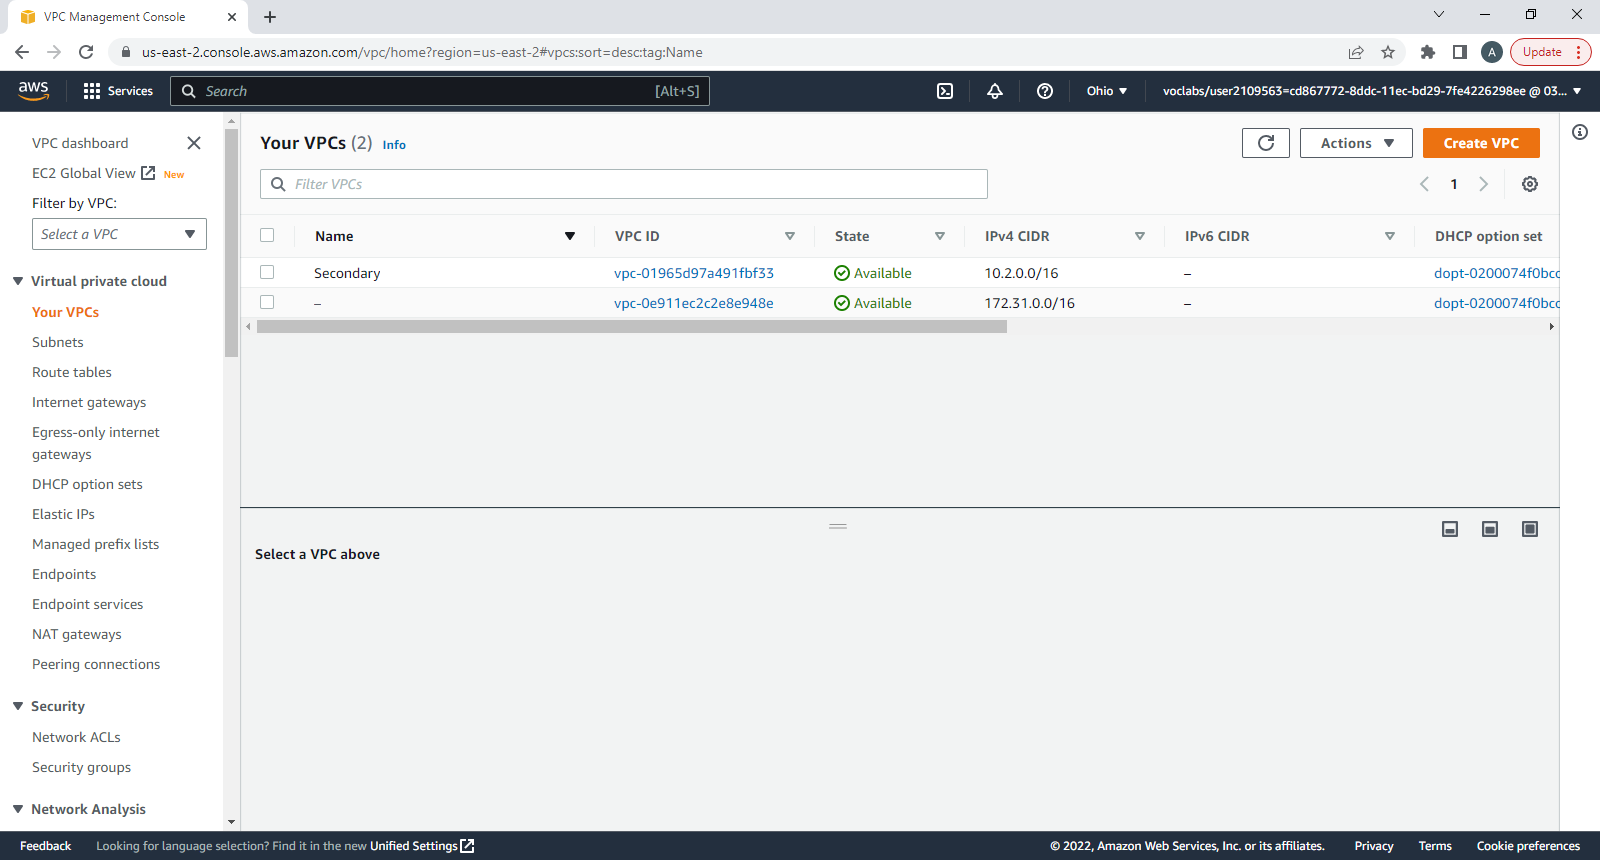 VPC Management Console
us-east-2.console.aws.amazon.com/vpc/home?region=us-east-2#vpcs:sort=desc:tag:Name
A
Update
aws
Services
Search
[Alt+S]
Ohio
voclabs/user2109563=cd867772-8ddc-11ec-bd29-7fe4226298ee @ 03...
VPC dashboard
EC2 Global View New
Filter by VPC:
Select a VPC
Virtual private cloud
Your VPCs
Subnets
Route tables
Internet gateways
Egress-only internet
gateways
DHCP option sets
Elastic IPs
Managed prefix lists
Endpoints
Endpoint services
NAT gateways
Peering connections
Security
Network ACLs
Security groups
Network Analysis
Your VPCs (2) Info
Actions
Create VPC
Filter VPCs
1
Name VPC ID State IPv4 CIDR IPv6 CIDR DHCP option set
Secondary vpc-01965d97a491fbf33 Available 10.2.0.0/16 – dopt-0200074f0bcc
– vpc-0e911ec2c2e8e948e Available 172.31.0.0/16 – dopt-0200074f0bcc
Select a VPC above
Feedback Looking for language selection? Find it in the new Unified Settings © 2022, Amazon Web Services, Inc. or its affiliates. Privacy Terms Cookie preferences